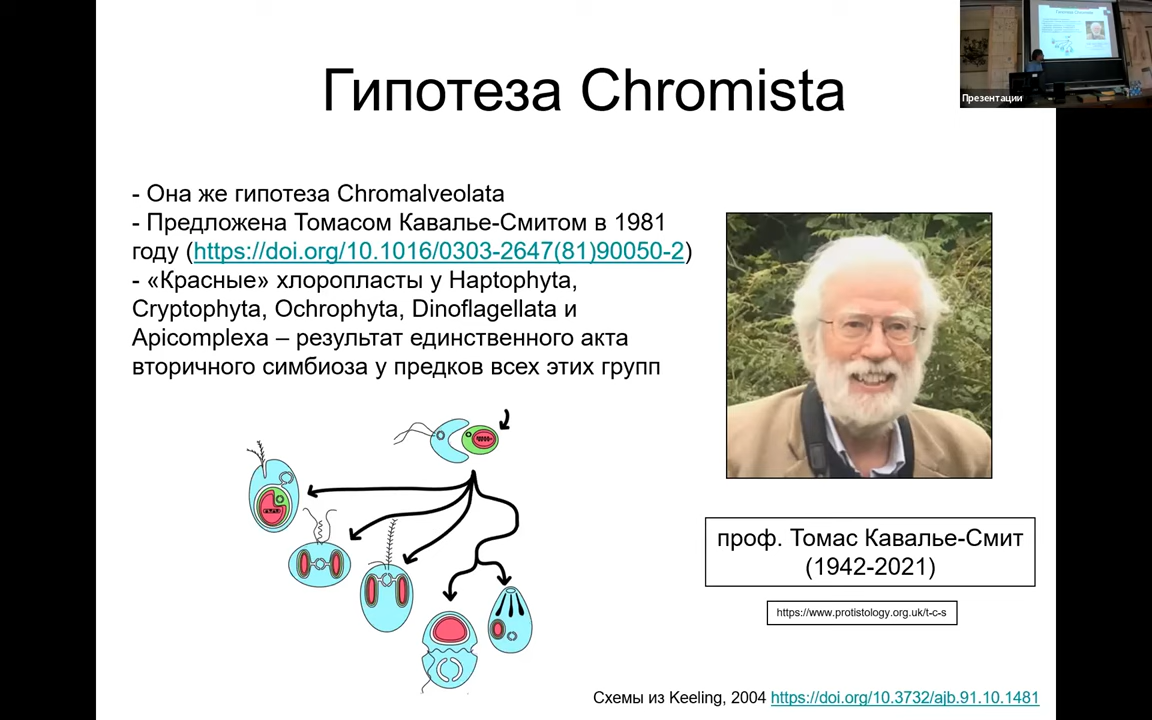 Гипотеза Chromista
Презентации
- Она же гипотеза Chromalveolata
- Предложена Томасом Кавалье-Смитом в 1981
году (https://doi.org/10.1016/0303-2647(81)90050-2)
- «Красные» хлоропласты у Haptophyta,
Cryptophyta, Ochrophyta, Dinoflagellata и
Apicomplexa – результат единственного акта
вторичного симбиоза у предков всех этих групп
проф. Томас Кавалье-Смит
(1942-2021)
https://www.protistology.org.uk/t-c-s
Схемы из Keeling, 2004 https://doi.org/10.3732/ajb.91.10.1481